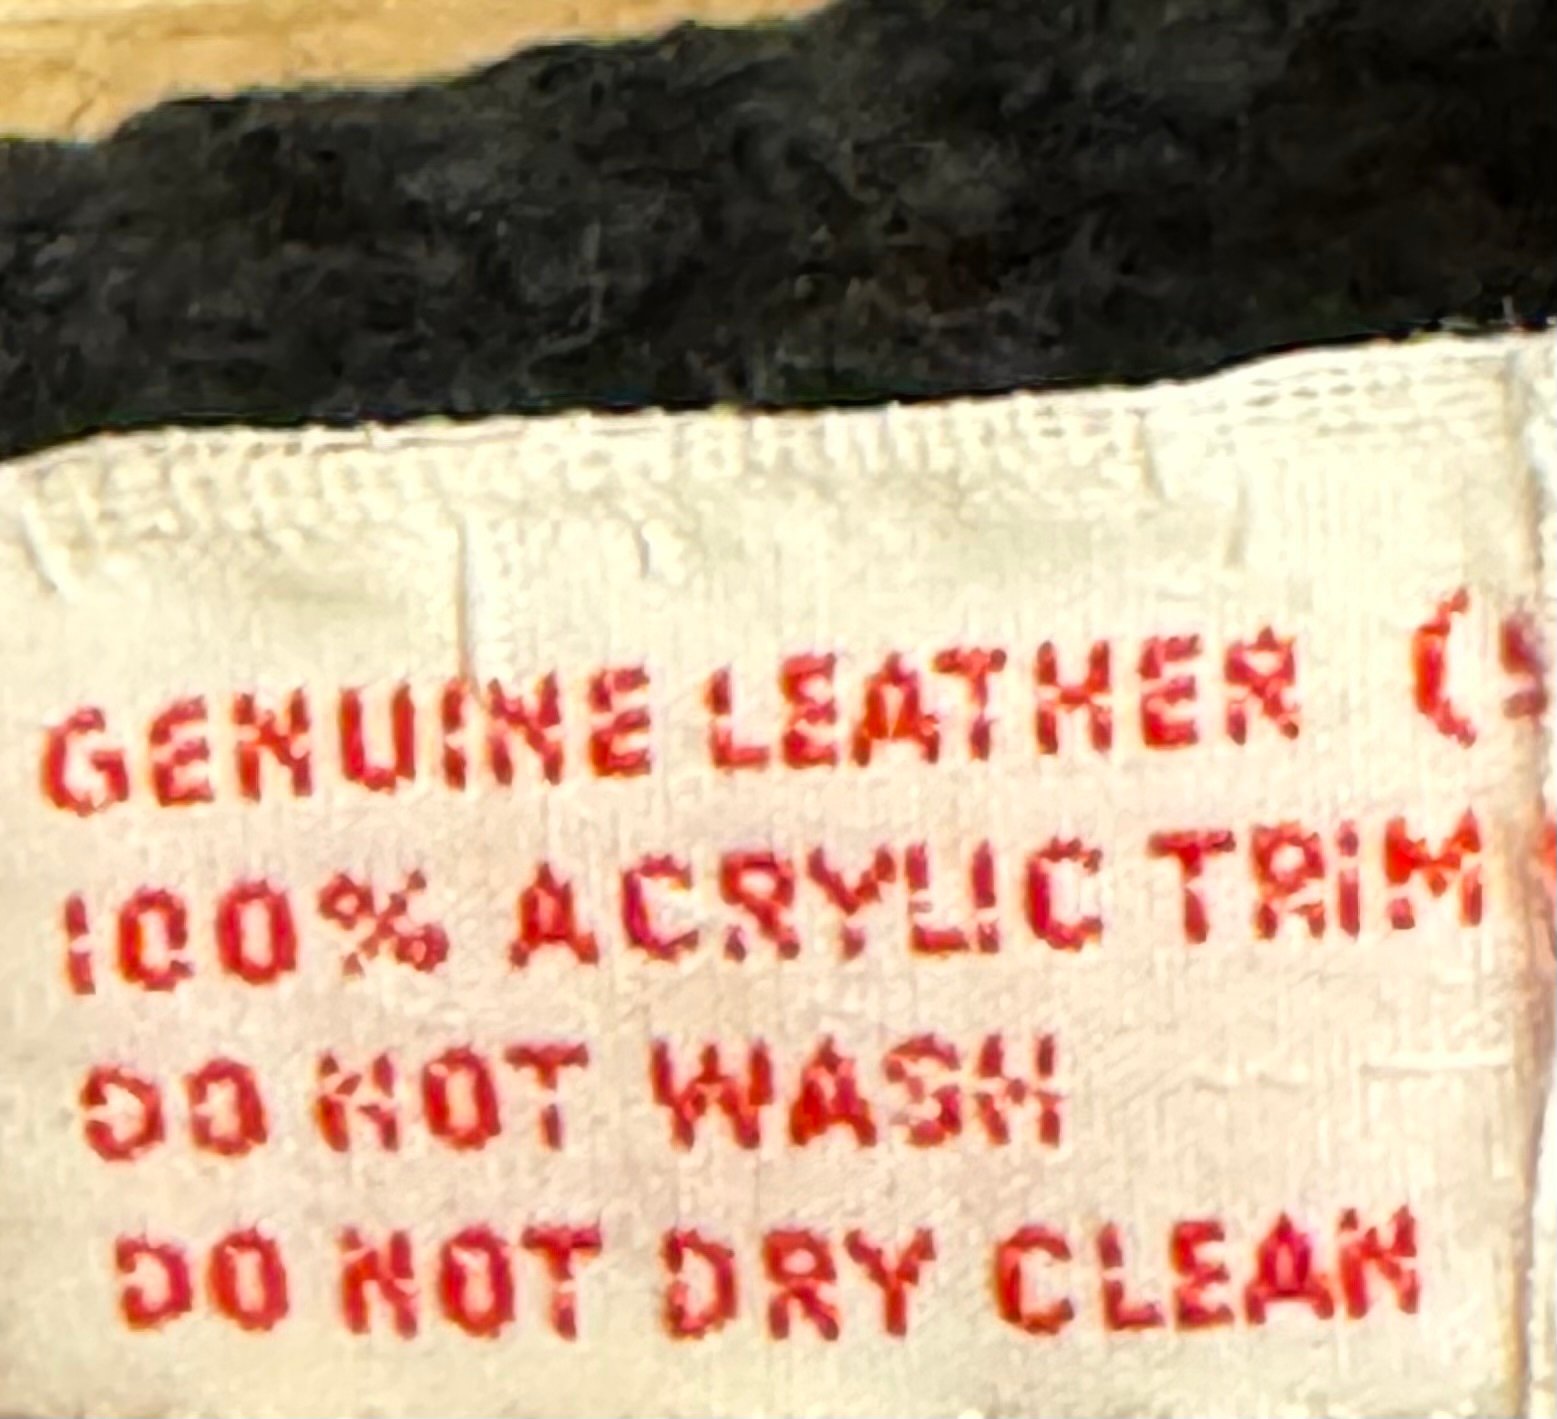 GENUINE LEATHER (
100% ACRYLIC TRIM
DO NOT WASH
DO NOT DRY CLEAN